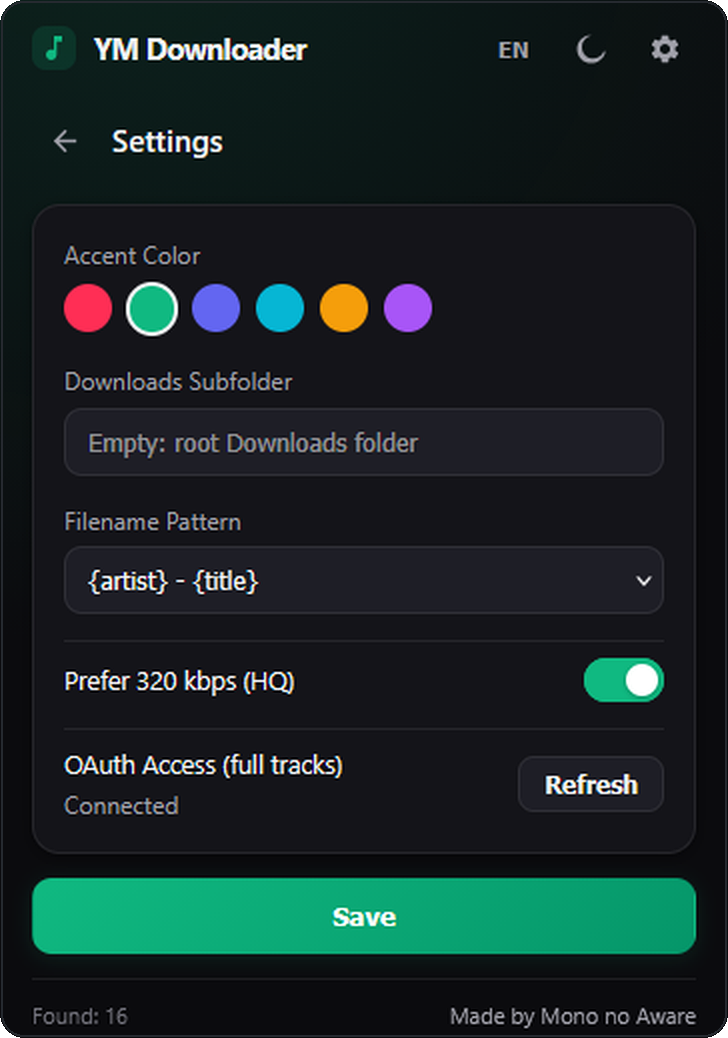 YM Downloader EN
Settings
Accent Color
Downloads Subfolder
Empty: root Downloads folder
Filename Pattern
{artist} - {title}
Prefer 320 kbps (HQ)
OAuth Access (full tracks)
Connected
Refresh
Save
Found: 16
Made by Mono no Aware